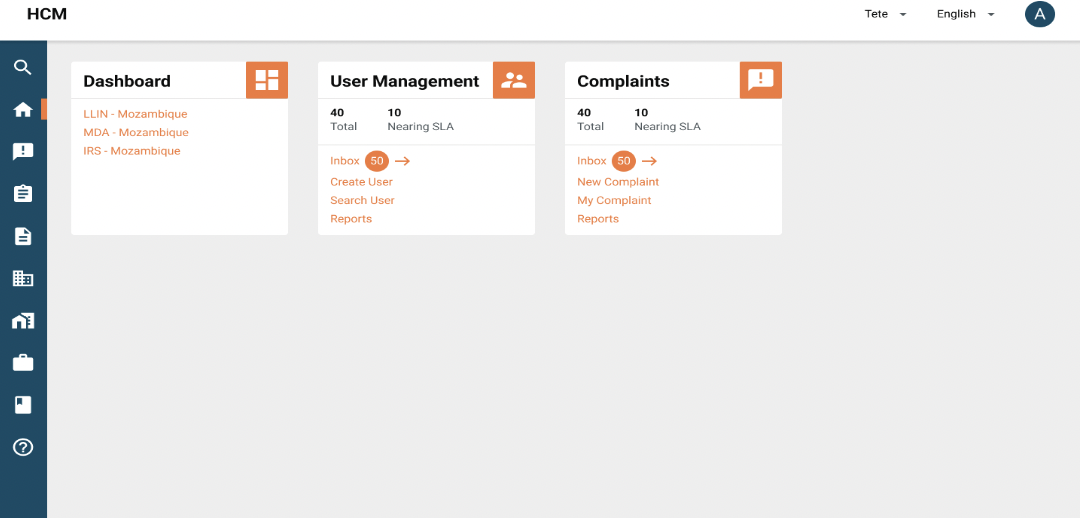 HCM
Tete
English
A
Dashboard
LLIN - Mozambique
MDA - Mozambique
IRS - Mozambique
User Management
40 10
Total Nearing SLA
Inbox 50
Create User
Search User
Reports
Complaints
40 10
Total Nearing SLA
Inbox 50
New Complaint
My Complaint
Reports